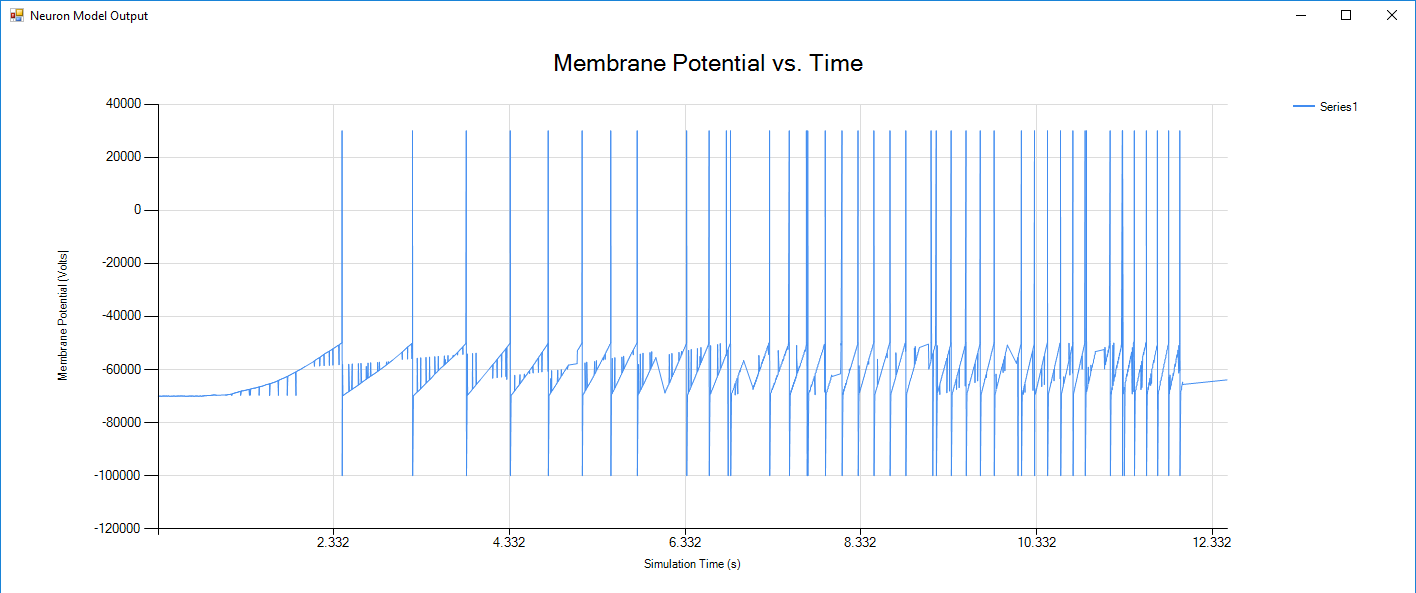 Neuron Model Output
Membrane Potential vs. Time
40000
20000
0
-20000
-40000
-60000
-80000
-100000
-120000
Membrane Potential (Volts)
Series1
2.332 4.332 6.332 8.332 10.332 12.332
Simulation Time (s)